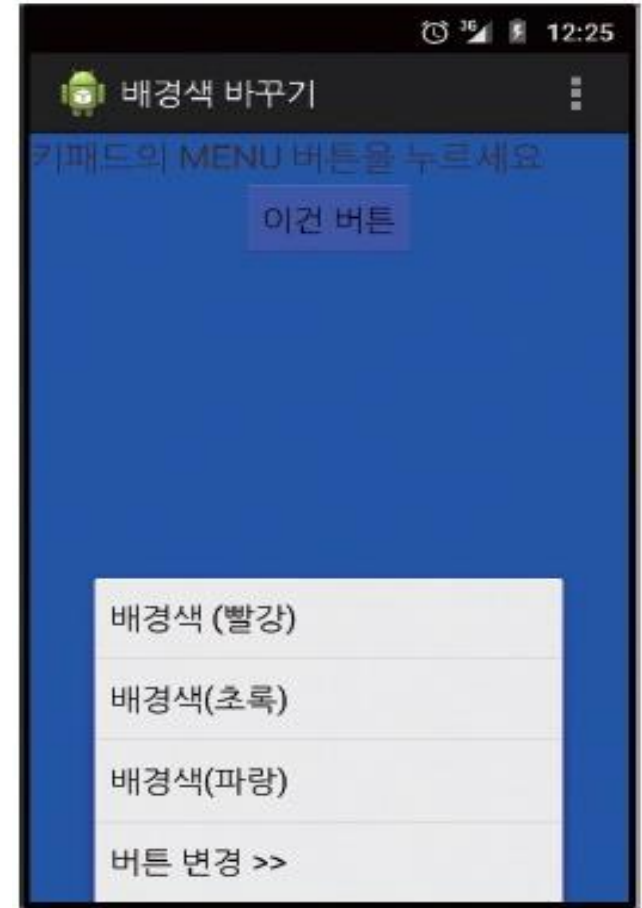 36 12:25
배경색 바꾸기
키패드의 MENU 버튼을 누르세요
이건 버튼
배경색 (빨강)
배경색(초록)
배경색(파랑)
버튼 변경 >>